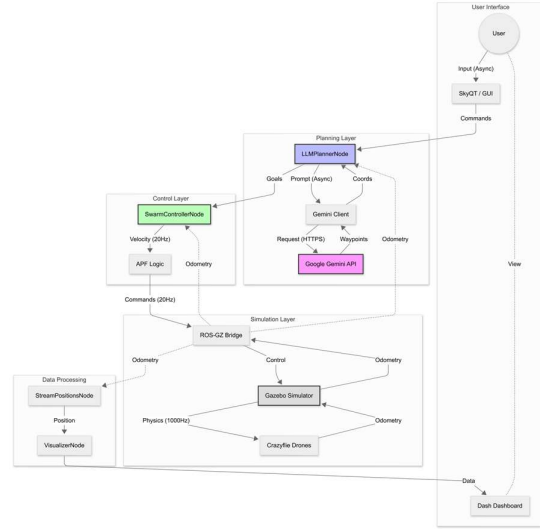 User Interface
User
Input (Async)
SkyQT / GUI
Commands
Planning Layer
LLMPlannerNode
Goals
Prompt (Async)
Coords
Gemini Client
Request (HTTPS)
Waypoints
Odometry
Google Gemini API
View
Control Layer
SwarmControllerNode
Velocity (20Hz)
Odometry
APF Logic
Commands (20Hz)
Simulation Layer
ROS-GZ Bridge
Odometry
Control
Odometry
Gazebo Simulator
Physics (1000Hz)
Odometry
Crazyflie Drones
Data Processing
StreamPositionsNode
Position
VisualizerNode
Data
Dash Dashboard